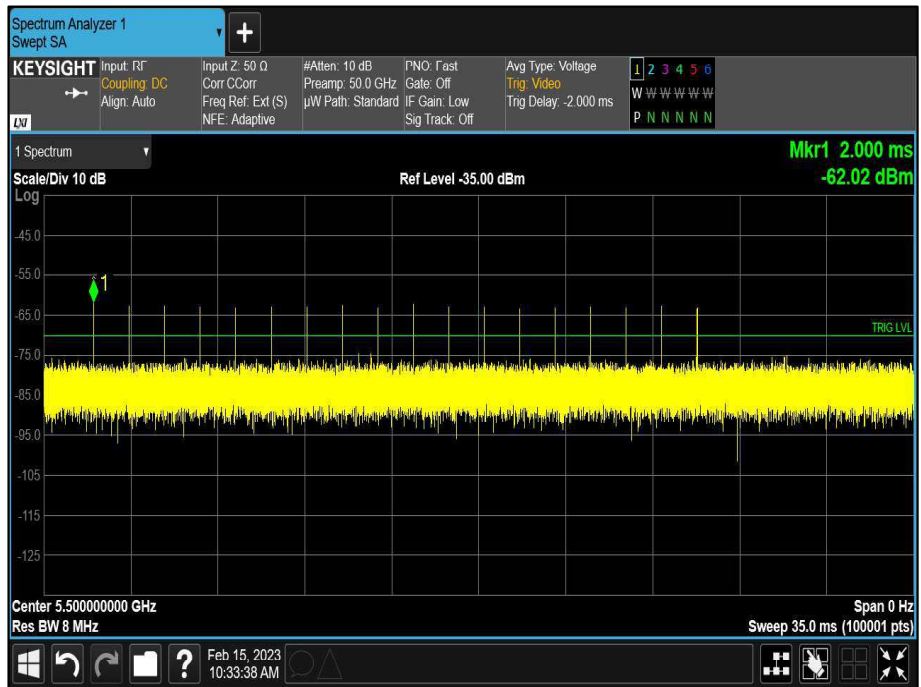 Spectrum Analyzer 1
Swept SA
KEYSIGHT
LXI
Input: RF
Coupling: DC
Align: Auto
Input Z: 50 Ω
Corr CCorr
Freq Ref: Ext (S)
NFE: Adaptive
#Atten: 10 dB
Preamp: 50.0 GHz
µW Path: Standard
PNO: Fast
Gate: Off
IF Gain: Low
Sig Track: Off
Avg Type: Voltage
Trig: Video
Trig Delay: -2.000 ms
1 2 3 4 5 6
W W W W W W
P N N N N N
1 Spectrum
Mkr1 2.000 ms
-62.02 dBm
Scale/Div 10 dB
Ref Level -35.00 dBm
Log
-45.0
-55.0
1
-65.0
TRIG LVL
-75.0
-85.0
-95.0
-105
-115
-125
Center 5.500000000 GHz
Span 0 Hz
Res BW 8 MHz
Sweep 35.0 ms (100001 pts)
?
Feb 15, 2023
10:33:38 AM